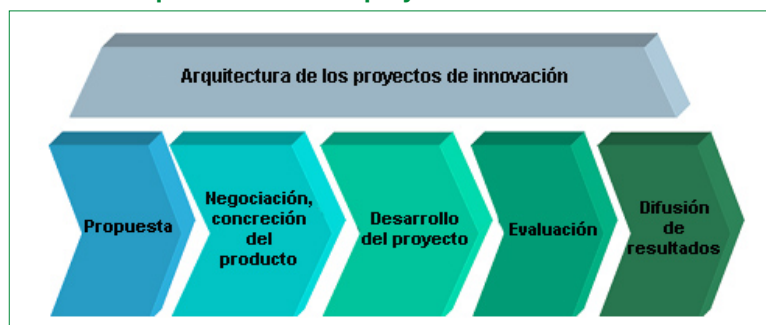 Arquitectura de los proyectos de innovación
Propuesta
Negociación,
concreción
del
producto
Desarrollo
del proyecto
Evaluación
Difusión
de
resultados